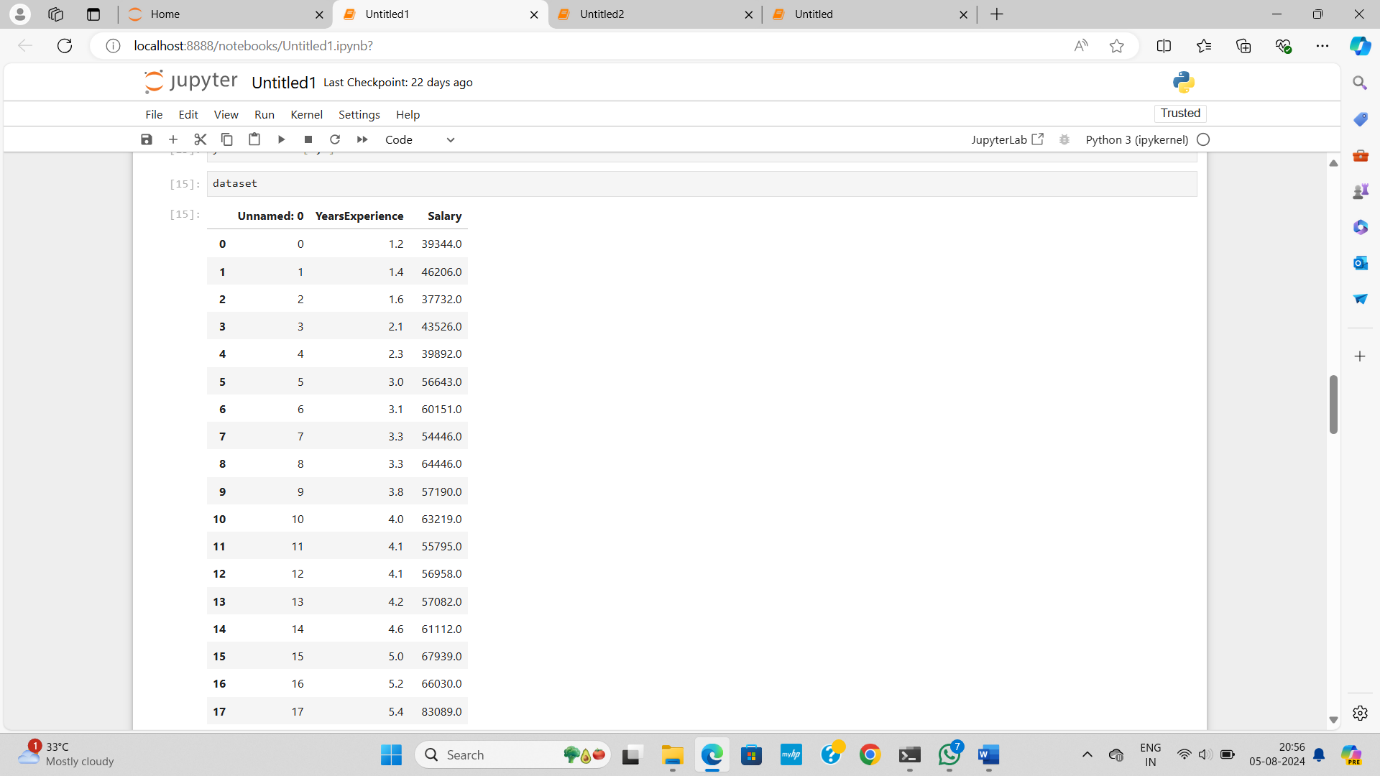 Home
Untitled1
Untitled2
Untitled
localhost:8888/notebooks/Untitled1.ipynb?
jupyter Untitled1 Last Checkpoint: 22 days ago
File Edit View Run Kernel Settings Help
Trusted
Code
JupyterLab
Python 3 (ipykernel)
[15]: dataset
[15]:
Unnamed: 0 YearsExperience Salary
0 0 1.2 39344.0
1 1 1.4 46206.0
2 2 1.6 37732.0
3 3 2.1 43526.0
4 4 2.3 39892.0
5 5 3.0 56643.0
6 6 3.1 60151.0
7 7 3.3 54446.0
8 8 3.3 64446.0
9 9 3.8 57190.0
10 10 4.0 63219.0
11 11 4.1 55795.0
12 12 4.1 56958.0
13 13 4.2 57082.0
14 14 4.6 61112.0
15 15 5.0 67939.0
16 16 5.2 66030.0
17 17 5.4 83089.0
1
33°C
Mostly cloudy
Search
7
ENG
IN
20:56
05-08-2024
PRE